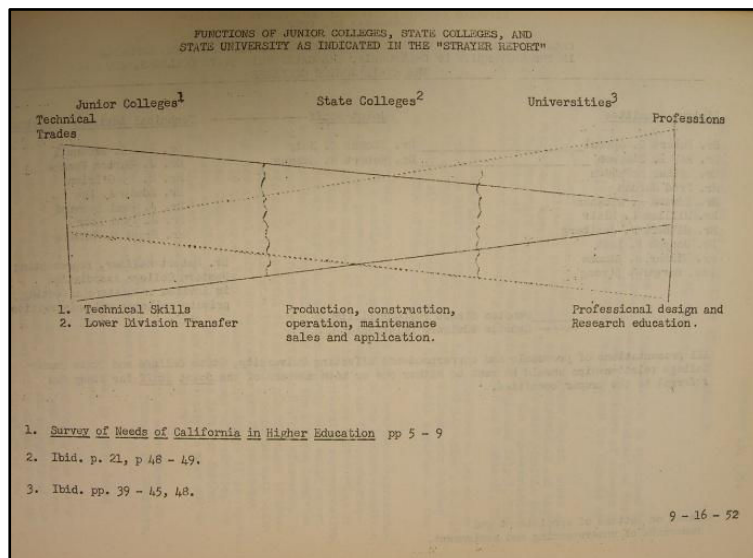 FUNCTIONS OF JUNIOR COLLEGES, STATE COLLEGES, AND
STATE UNIVERSITY AS INDICATED IN THE "STRAYER REPORT"
Junior Colleges¹ State Colleges² Universities³
Technical Trades
Professions
1. Technical Skills
2. Lower Division Transfer
Production, construction,
operation, maintenance
sales and application.
Professional design and
Research education.
1. Survey of Needs of California in Higher Education pp 5 - 9
2. Ibid. p. 21, p 48 - 49.
3. Ibid. pp. 39 - 45, 48.
9 - 16 - 52